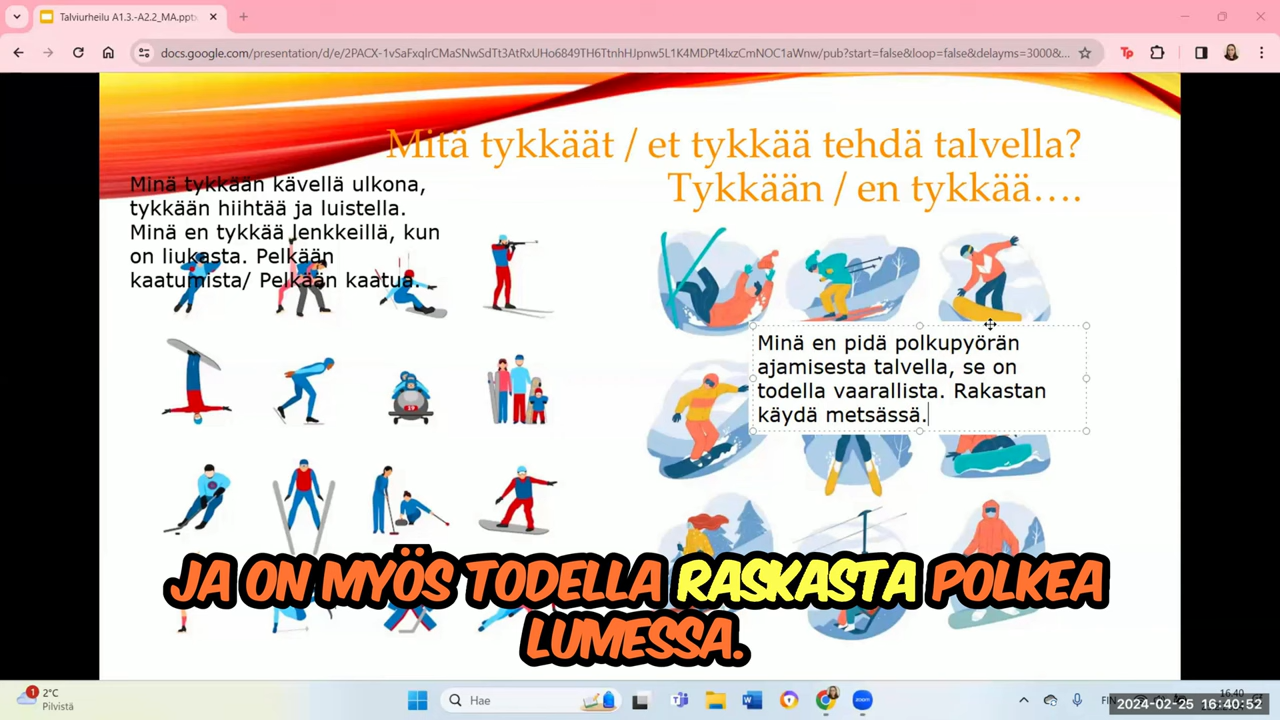 Talviurheilu A1.3.-A2.2_MA.pptx
docs.google.com/presentation/d/e/2PACX-1vSaFxqlrCMaSNwSdTt3AtRxUHo6849TH6TtnhHJpnw5L1K4MDPt4lxzCmNOC1aWnw/pub?start=false&loop=false&delayms=3000&...
Mitä tykkäät / et tykkää tehdä talvella?
Tykkään / en tykkää....
Minä tykkään kävellä ulkona,
tykkään hiihtää ja luistella.
Minä en tykkää lenkkeillä, kun
on liukasta. Pelkään
kaatumista/ Pelkään kaatua.
Minä en pidä polkupyörän
ajamisesta talvella, se on
todella vaarallista. Rakastan
käydä metsässä.
19
JA ON MYÖS TODELLA RASKASTA POLKEA
LUMESSA.
1
2°C
Pilvistä
Hae
FIN
16.40
2024-02-25 16:40:52